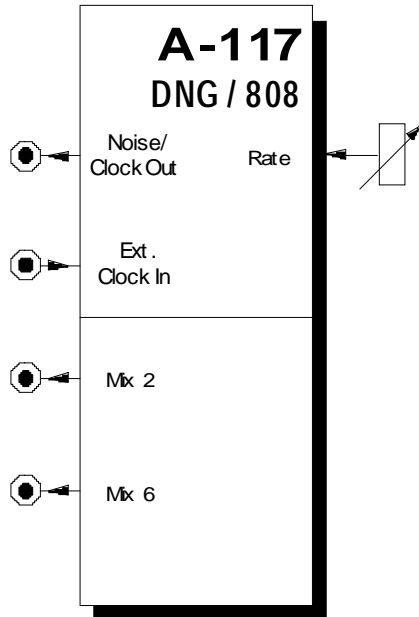 A-117
DNG / 808
Noise/
Clock Out
Rate
Ext.
Clock In
Mix 2
Mix 6